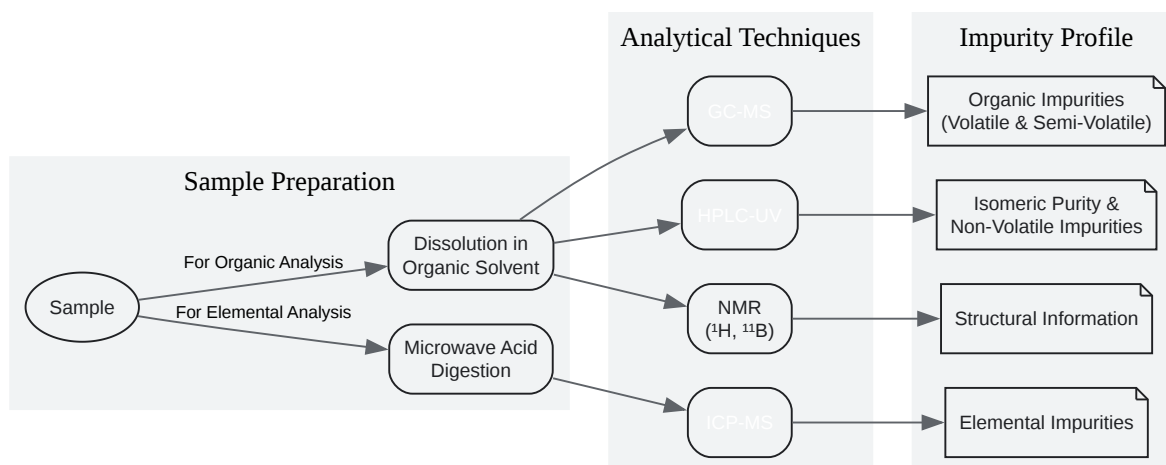 Analytical Techniques
Impurity Profile
GC-MS
Organic Impurities
(Volatile & Semi-Volatile)
Sample Preparation
HPLC-UV
Isomeric Purity &
Non-Volatile Impurities
Dissolution in
Organic Solvent
For Organic Analysis
Sample
For Elemental Analysis
NMR
(¹H, ¹¹B)
Structural Information
Microwave Acid
Digestion
ICP-MS
Elemental Impurities